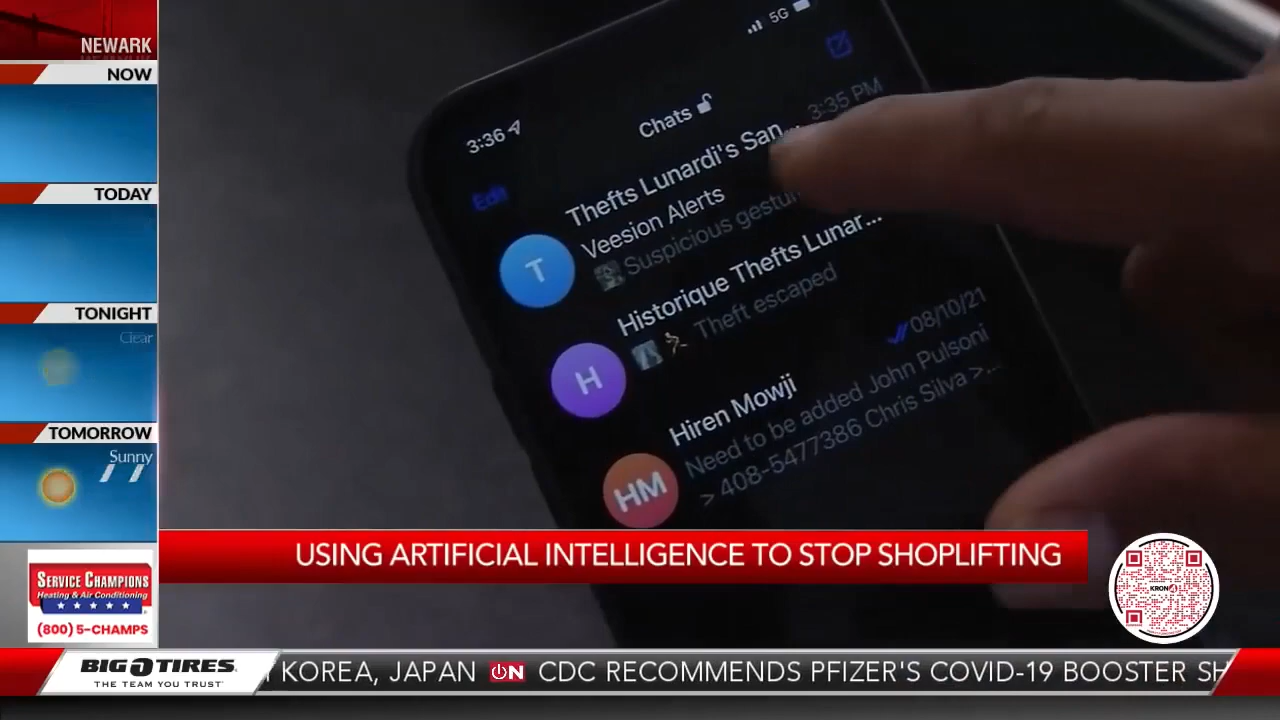 NEWARK
NOW
TODAY
TONIGHT
Clear
TOMORROW
Sunny
SERVICE CHAMPIONS
Heating & Air Conditioning
(800) 5-CHAMPS
5G
3:36
Chats
Edit
3:35 PM
Thefts Lunardi's San...
Veesion Alerts
Suspicious gestu
T
Historique Thefts Lunar...
Theft escaped
H
08/10/21
Hiren Mowji
Need to be added John Pulsoni
> 408-5477386 Chris Silva >...
HM
USING ARTIFICIAL INTELLIGENCE TO STOP SHOPLIFTING
KRON4
BIG O TIRES
THE TEAM YOU TRUST
KOREA, JAPAN ON CDC RECOMMENDS PFIZER'S COVID-19 BOOSTER SH